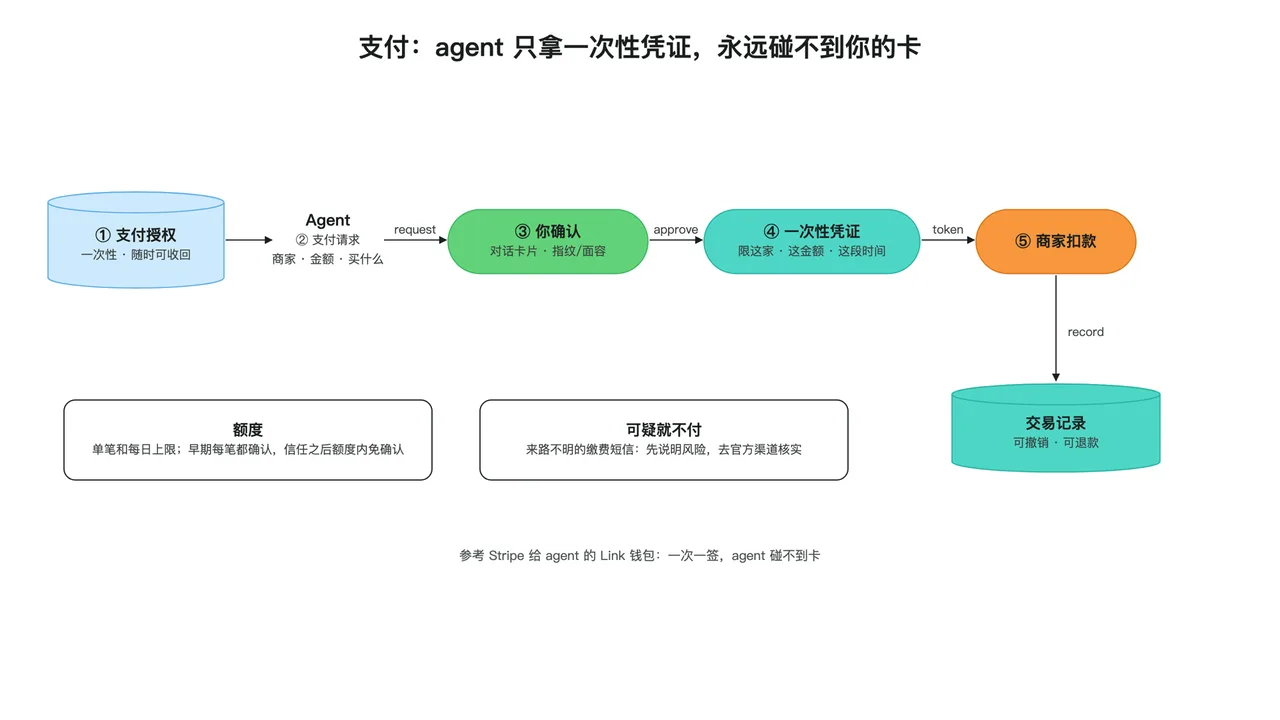 支付：agent 只拿一次性凭证，永远碰不到你的卡
① 支付授权
一次性 · 随时可收回
Agent
② 支付请求
商家 · 金额 · 买什么
request
③ 你确认
对话卡片 · 指纹/面容
approve
④ 一次性凭证
限这家 · 这金额 · 这段时间
token
⑤ 商家扣款
record
交易记录
可撤销 · 可退款
额度
单笔和每日上限；早期每笔都确认，信任之后额度内免确认
可疑就不付
来路不明的缴费短信：先说明风险，去官方渠道核实
参考 Stripe 给 agent 的 Link 钱包：一次一签，agent 碰不到卡